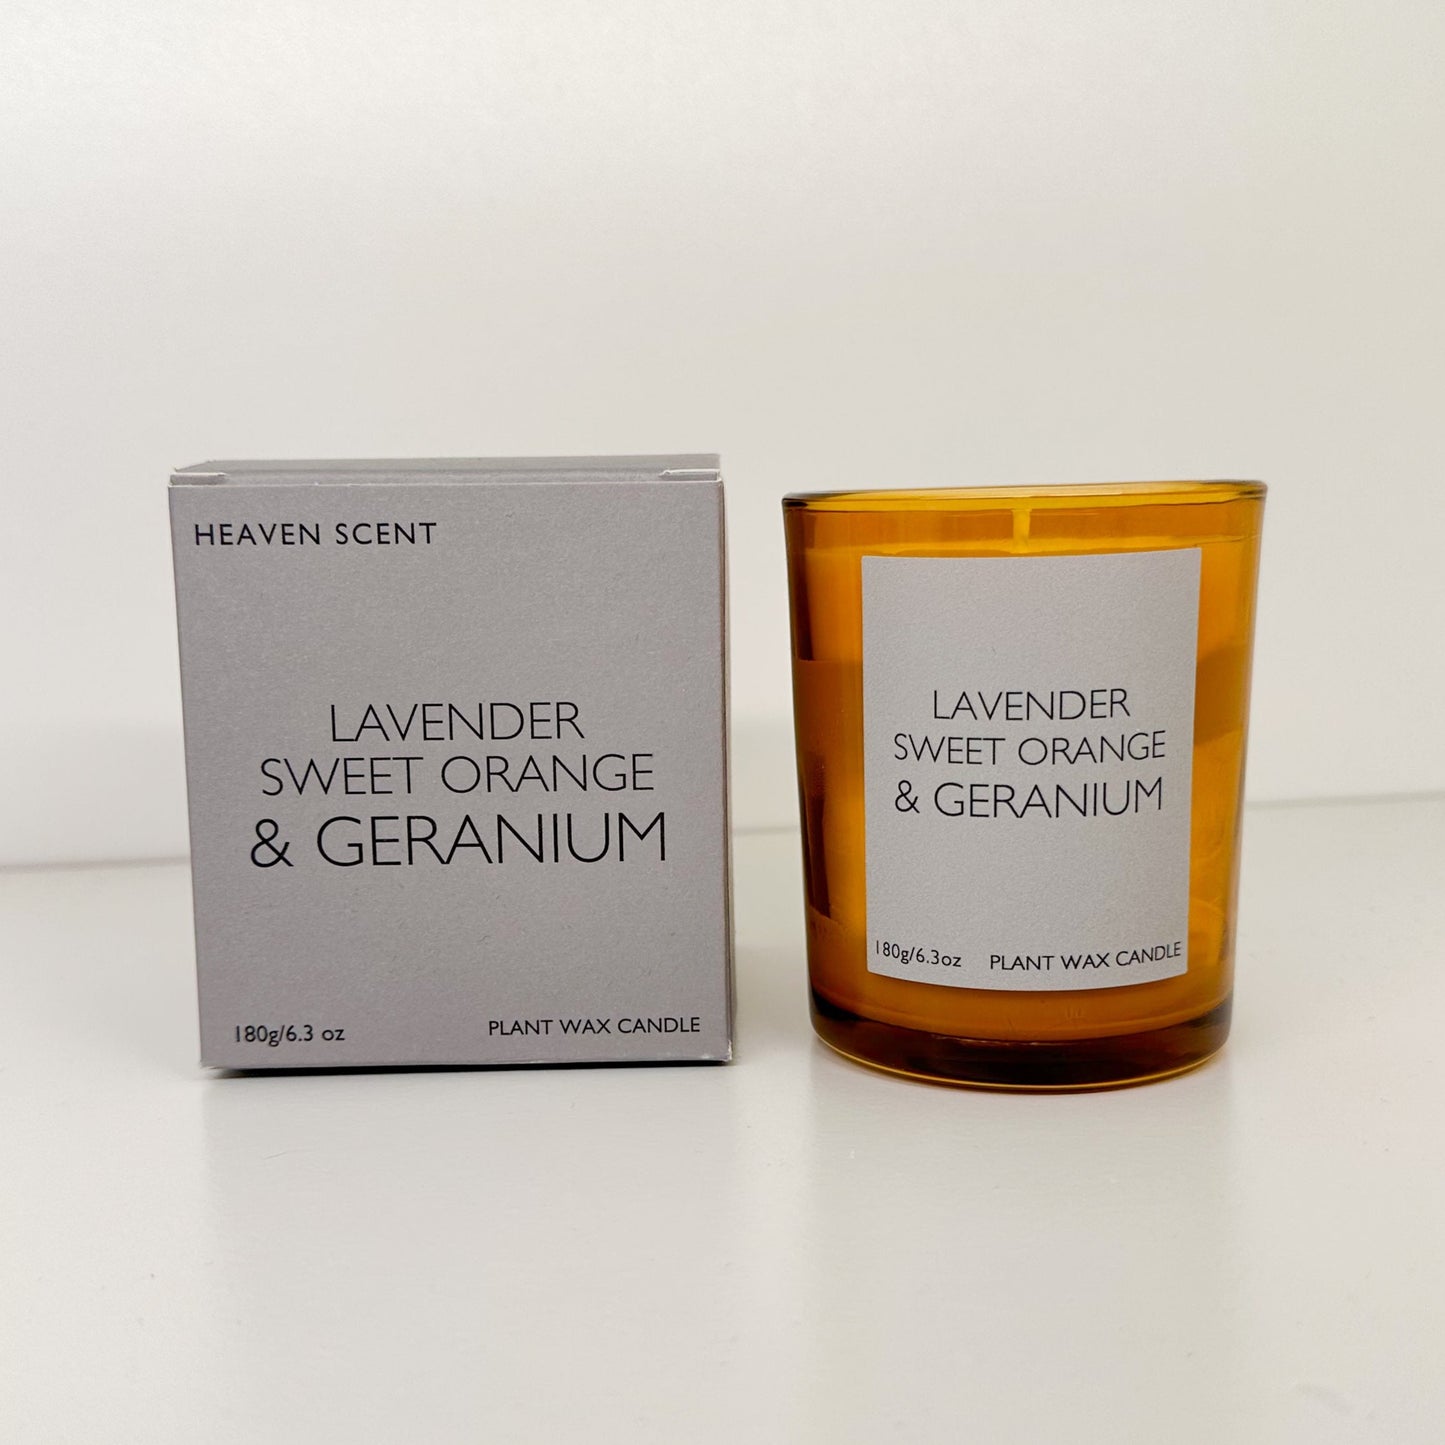 HEAVEN SCENT
LAVENDER
SWEET ORANGE
& GERANIUM
180g/6.3 oz
PLANT WAX CANDLE
LAVENDER
SWEET ORANGE
& GERANIUM
180g/6.3oz
PLANT WAX CANDLE